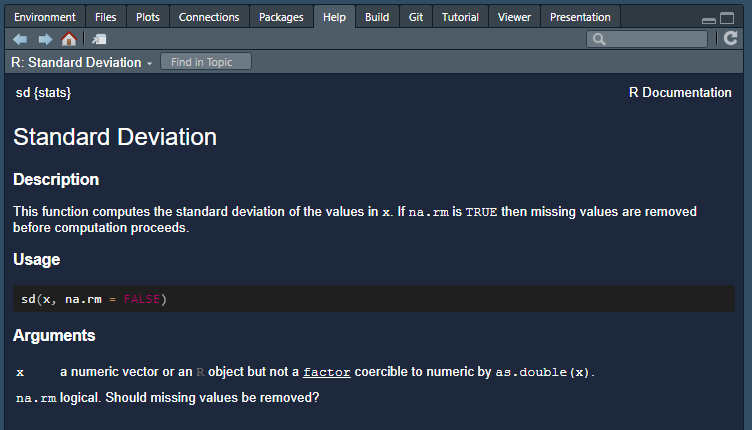 Environment Files Plots Connections Packages Help Build Git Tutorial Viewer Presentation
R: Standard Deviation Find in Topic
sd {stats} R Documentation
Standard Deviation
Description
This function computes the standard deviation of the values in x. If na.rm is TRUE then missing values are removed
before computation proceeds.
Usage
sd(x, na.rm = FALSE)
Arguments
x a numeric vector or an R object but not a factor coercible to numeric by as.double(x).
na.rm logical. Should missing values be removed?